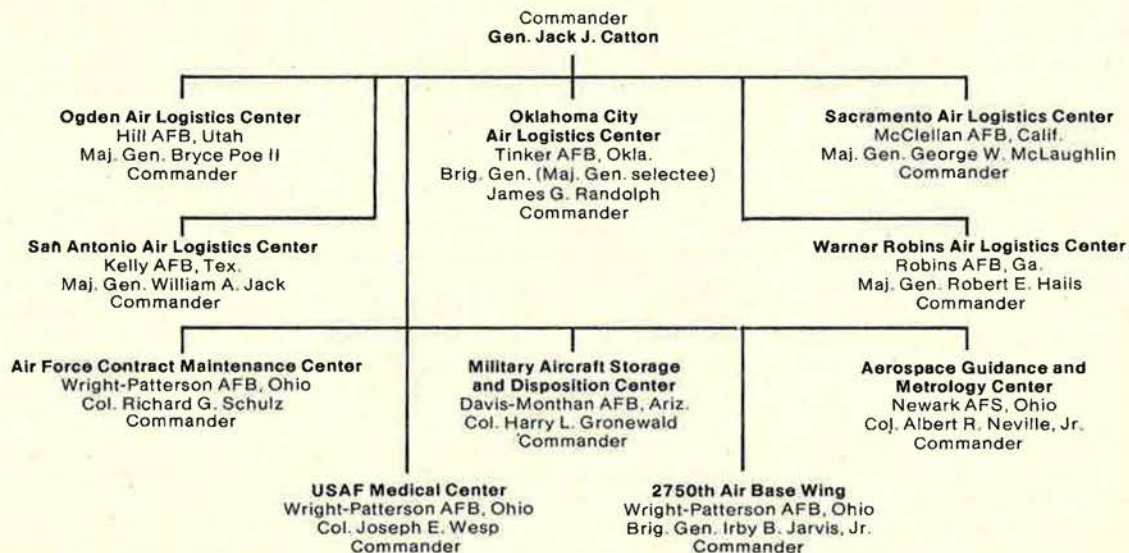 Commander
Gen. Jack J. Catton
Ogden Air Logistics Center
Hill AFB, Utah
Maj. Gen. Bryce Poe II
Commander
Oklahoma City
Air Logistics Center
Tinker AFB, Okla.
Brig. Gen. (Maj. Gen. selectee)
James G. Randolph
Commander
Sacramento Air Logistics Center
McClellan AFB, Calif.
Maj. Gen. George W. McLaughlin
Commander
San Antonio Air Logistics Center
Kelly AFB, Tex.
Maj. Gen. William A. Jack
Commander
Warner Robins Air Logistics Center
Robins AFB, Ga.
Maj. Gen. Robert E. Hails
Commander
Air Force Contract Maintenance Center
Wright-Patterson AFB, Ohio
Col. Richard G. Schulz
Commander
Military Aircraft Storage
and Disposition Center
Davis-Monthan AFB, Ariz.
Col. Harry L. Gronewald
Commander
Aerospace Guidance and
Metrology Center
Newark AFS, Ohio
Col. Albert R. Neville, Jr.
Commander
USAF Medical Center
Wright-Patterson AFB, Ohio
Col. Joseph E. Wesp
Commander
2750th Air Base Wing
Wright-Patterson AFB, Ohio
Brig. Gen. Irby B. Jarvis, Jr.
Commander